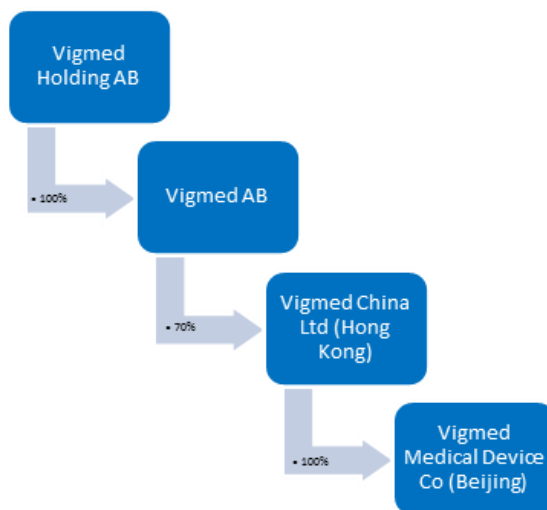 Vigmed
Holding AB
• 100%
Vigmed AB
• 70%
Vigmed China
Ltd (Hong
Kong)
• 100%
Vigmed
Medical Device
Co (Beijing)